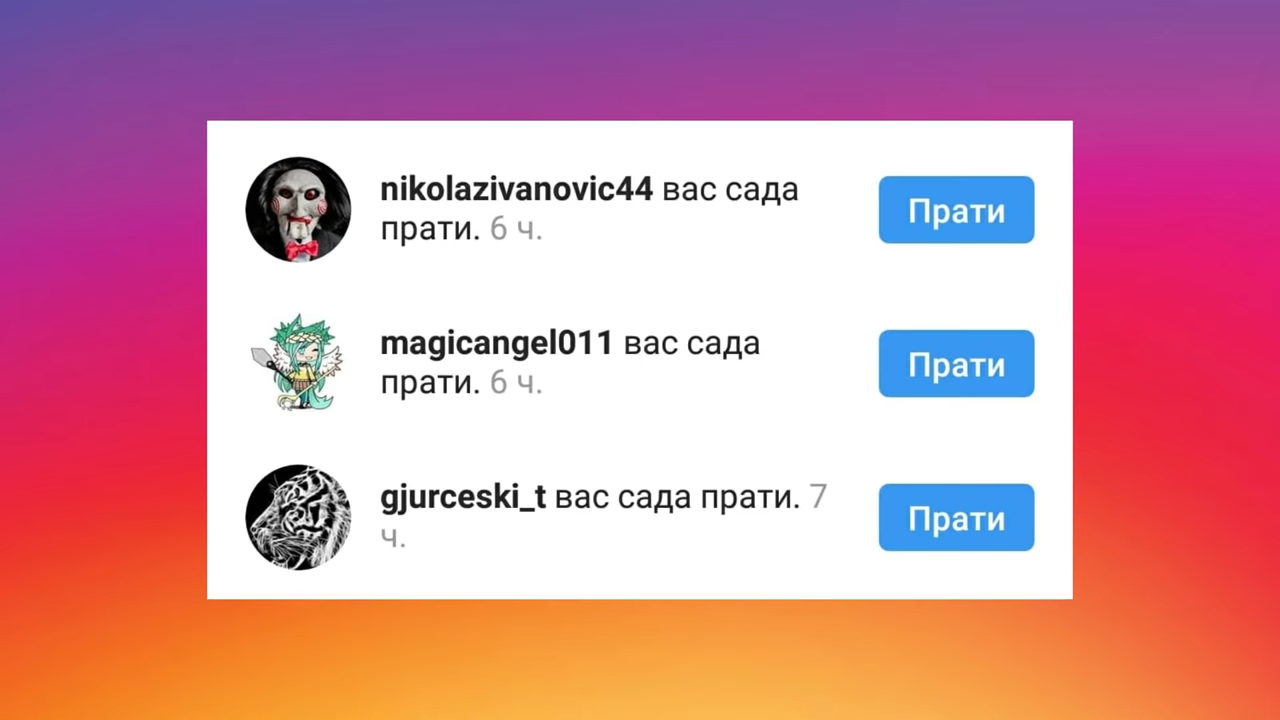 nikolazivanovic44 вас сада
прати. 6 ч.
Прати
magicangel011 вас сада
прати. 6 ч.
Прати
gjurceski_t вас сада прати. 7
ч.
Прати